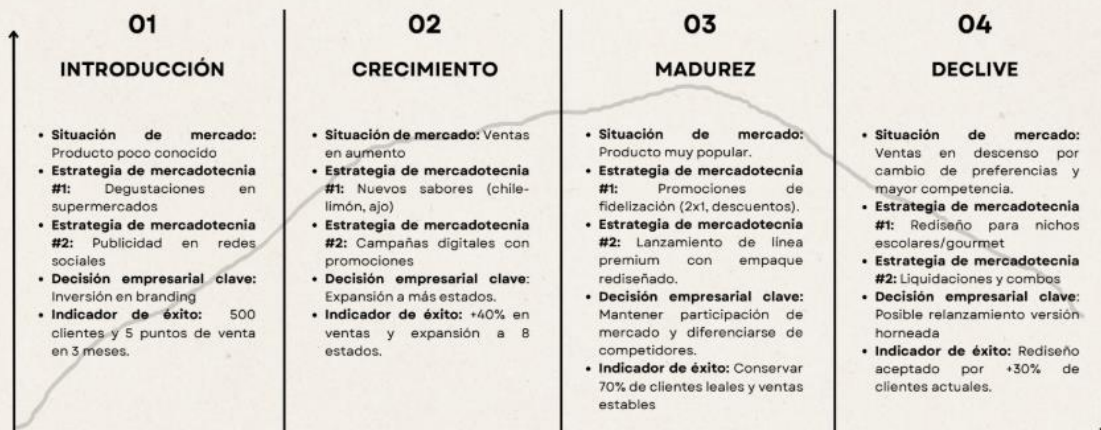 01
INTRODUCCIÓN
• Situación de mercado:
Producto poco conocido
• Estrategia de mercadotecnia
#1: Degustaciones en
supermercados
• Estrategia de mercadotecnia
#2: Publicidad en redes
sociales
• Decisión empresarial clave:
Inversión en branding
• Indicador de éxito: 500
clientes y 5 puntos de venta
en 3 meses.
02
CRECIMIENTO
• Situación de mercado: Ventas
en aumento
• Estrategia de mercadotecnia
#1: Nuevos sabores (chile-
limón, ajo)
• Estrategia de mercadotecnia
#2: Campañas digitales con
promociones
• Decisión empresarial clave:
Expansión a más estados.
• Indicador de éxito: +40% en
ventas y expansión a 8
estados.
03
MADUREZ
• Situación de mercado:
Producto muy popular.
• Estrategia de mercadotecnia
#1: Promociones de
fidelización (2x1, descuentos).
• Estrategia de mercadotecnia
#2: Lanzamiento de línea
premium con empaque
rediseñado.
• Decisión empresarial clave:
Mantener participación de
mercado y diferenciarse de
competidores.
• Indicador de éxito: Conservar
70% de clientes leales y ventas
estables
04
DECLIVE
• Situación de mercado:
Ventas en descenso por
cambio de preferencias y
mayor competencia.
• Estrategia de mercadotecnia
#1: Rediseño para nichos
escolares/gourmet
• Estrategia de mercadotecnia
#2: Liquidaciones y combos
• Decisión empresarial clave:
Posible relanzamiento versión
horneada
• Indicador de éxito: Rediseño
aceptado por +30% de
clientes actuales.